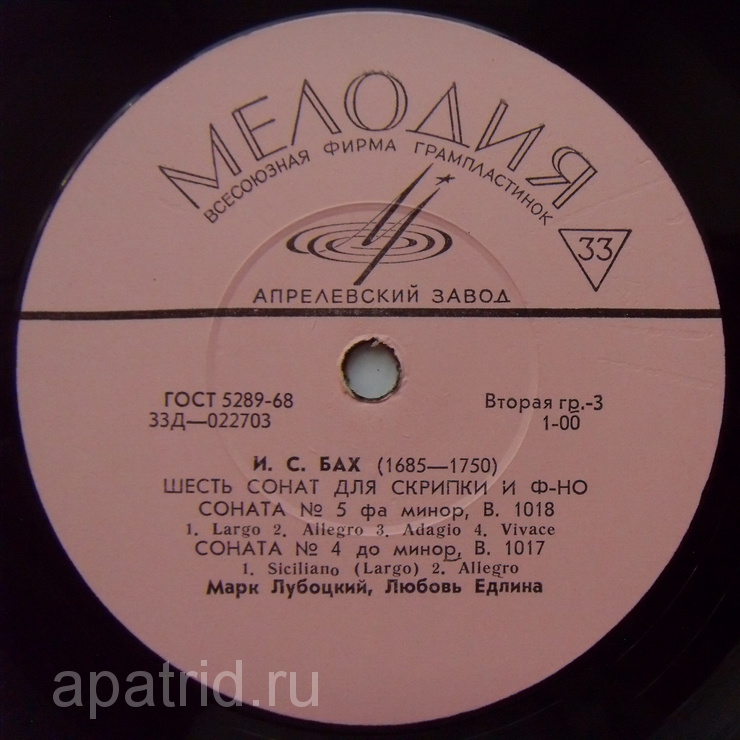 МЕЛОДИЯ
ВСЕСОЮЗНАЯ ФИРМА ГРАМПЛАСТИНОК
33
АПРЕЛЕВСКИЙ ЗАВОД
ГОСТ 5289-68
33Д—022703
Вторая гр.-3
1-00
И. С. БАХ (1685—1750)
ШЕСТЬ СОНАТ ДЛЯ СКРИПКИ И Ф-НО
СОНАТА № 5 фа минор, В. 1018
1. Largo 2. Allegro 3. Adagio 4. Vivace
СОНАТА № 4 до минор, В. 1017
1. Siciliano (Largo) 2. Allegro
Марк Лубоцкий, Любовь Едлина
apatrid.ru